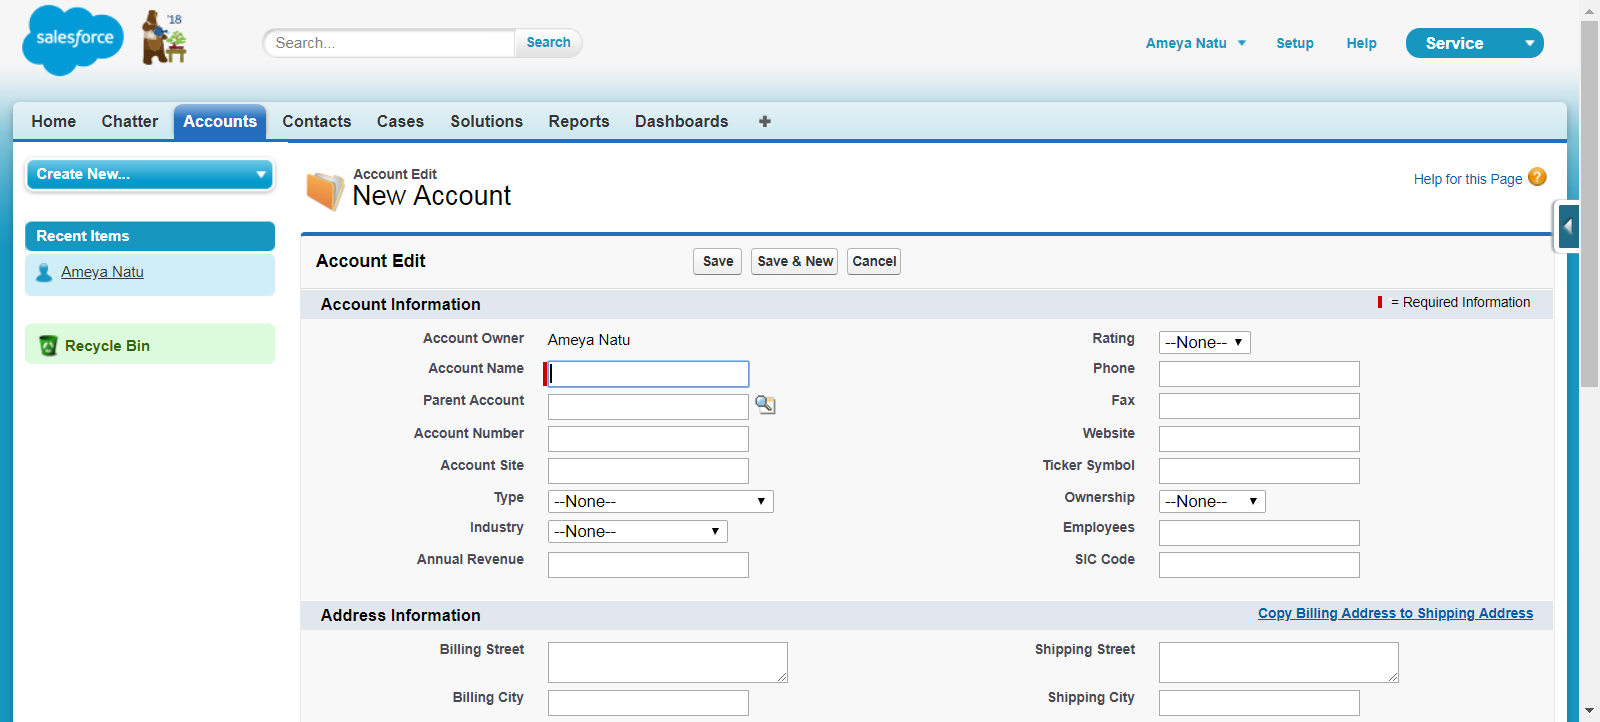 salesforce
'18
Search...
Search
Ameya Natu
Setup
Help
Service
Home Chatter Accounts Contacts Cases Solutions Reports Dashboards +
Create New...
Recent Items
Ameya Natu
Recycle Bin
Account Edit
New Account
Help for this Page ?
Account Edit
Save
Save & New
Cancel
Account Information
= Required Information
Account Owner Ameya Natu
Rating --None--
Account Name
Phone
Parent Account
Fax
Account Number
Website
Account Site
Ticker Symbol
Type --None--
Ownership --None--
Industry --None--
Employees
Annual Revenue
SIC Code
Address Information
Copy Billing Address to Shipping Address
Billing Street
Shipping Street
Billing City
Shipping City